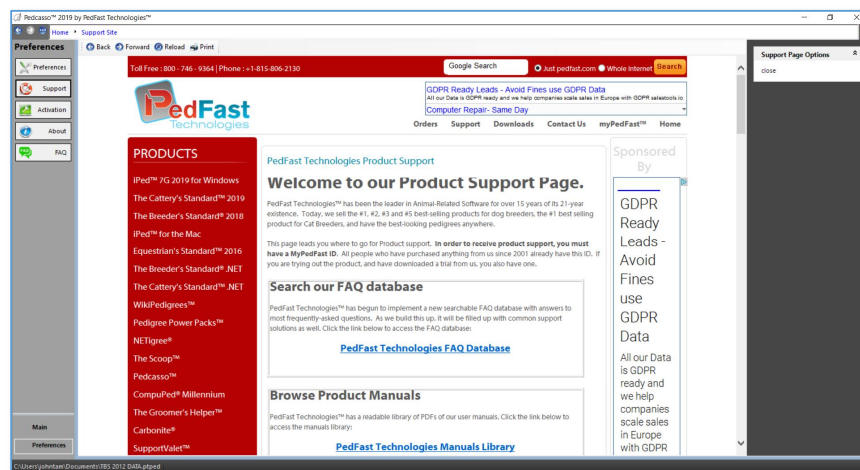 Pedcasso™ 2019 by PedFast Technologies™
Home ‣ Support Site
Preferences
Back Forward Reload Print
Preferences
Support
Activation
About
FAQ
Main
Preferences
Toll Free : 800 - 746 - 9364 | Phone : +1-815-806-2130
Google Search
Just pedfast.com Whole Internet Search
PedFast
Technologies
GDPR Ready Leads - Avoid Fines use GDPR Data
All our Data is GDPR ready and we help companies scale sales in Europe with GDPR salestools.io
Computer Repair- Same Day
Orders Support Downloads Contact Us myPedFast™ Home
PRODUCTS
iPed™ 7G 2019 for Windows
The Cattery's Standard™ 2019
The Breeder's Standard® 2018
iPed™ for the Mac
Equestrian's Standard™ 2016
The Breeder's Standard® .NET
The Cattery's Standard™ .NET
WikiPedigrees™
Pedigree Power Packs™
NETigree®
The Scoop™
Pedcasso™
CompuPed® Millennium
The Groomer's Helper™
Carbonite®
SupportValet™
PedFast Technologies Product Support
Welcome to our Product Support Page.
PedFast Technologies™ has been the leader in Animal-Related Software for over 15 years of its 21-year
existence. Today, we sell the #1, #2, #3 and #5 best-selling products for dog breeders, the #1 best selling
product for Cat Breeders, and have the best-looking pedigrees anywhere.
This page leads you where to go for Product support. In order to receive product support, you must
have a MyPedFast ID. All people who have purchased anything from us since 2001 already have this ID. If
you are trying out the product, and have downloaded a trial from us, you also have one.
Search our FAQ database
PedFast Technologies™ has begun to implement a new searchable FAQ database with answers to
most frequently-asked questions. As we build this up, it will be filled up with common support
solutions as well. Click the link below to access the FAQ database:
PedFast Technologies FAQ Database
Browse Product Manuals
PedFast Technologies™ has a readable library of PDFs of our user manuals. Click the link below to
access the manuals library:
PedFast Technologies Manuals Library
Sponsored
By
GDPR
Ready
Leads -
Avoid
Fines
use
GDPR
Data
All our Data
is GDPR
ready and
we help
companies
scale sales
in Europe
with GDPR
Support Page Options
close
C:\Users\johntam\Documents\TBS 2012 DATA.ptped